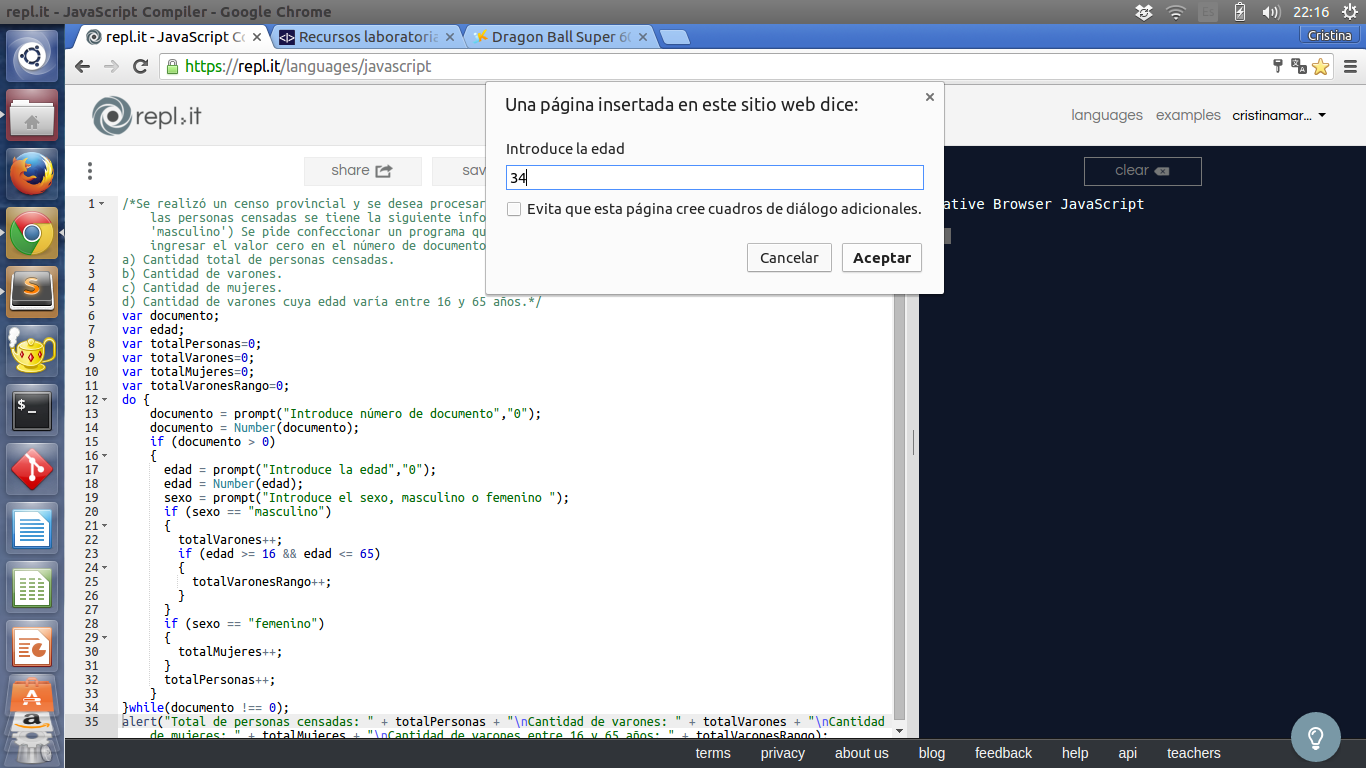 repl.it - JavaScript Compiler - Google Chrome
Es
22:16
repl.it - JavaScript Co
Recursos laboratoria
Dragon Ball Super 60
Cristina
https://repl.it/languages/javascript
repl.it
languages
examples
cristinamar...
Una página insertada en este sitio web dice:
Introduce la edad
34
Evita que esta página cree cuadros de diálogo adicionales.
Cancelar
Aceptar
share
sav
clear
ative Browser JavaScript
1 /*Se realizó un censo provincial y se desea procesar
las personas censadas se tiene la siguiente info
'masculino') Se pide confeccionar un programa qu
ingresar el valor cero en el número de documento
2 a) Cantidad total de personas censadas.
3 b) Cantidad de varones.
4 c) Cantidad de mujeres.
5 d) Cantidad de varones cuya edad varia entre 16 y 65 años.*/
6 var documento;
7 var edad;
8 var totalPersonas=0;
9 var totalVarones=0;
10 var totalMujeres=0;
11 var totalVaronesRango=0;
12 do {
13 documento = prompt("Introduce número de documento","0");
14 documento = Number(documento);
15 if (documento > 0)
16 {
17 edad = prompt("Introduce la edad","0");
18 edad = Number(edad);
19 sexo = prompt("Introduce el sexo, masculino o femenino ");
20 if (sexo == "masculino")
21 {
22 totalVarones++;
23 if (edad >= 16 && edad <= 65)
24 {
25 totalVaronesRango++;
26 }
27 }
28 if (sexo == "femenino")
29 {
30 totalMujeres++;
31 }
32 totalPersonas++;
33 }
34 }while(documento !== 0);
35 alert("Total de personas censadas: " + totalPersonas + "\nCantidad de varones: " + totalVarones + "\nCantidad
de mujeres: " + totalMujeres + "\nCantidad de varones entre 16 y 65 años: " + totalVaronesRango);
terms
privacy
about us
blog
feedback
help
api
teachers